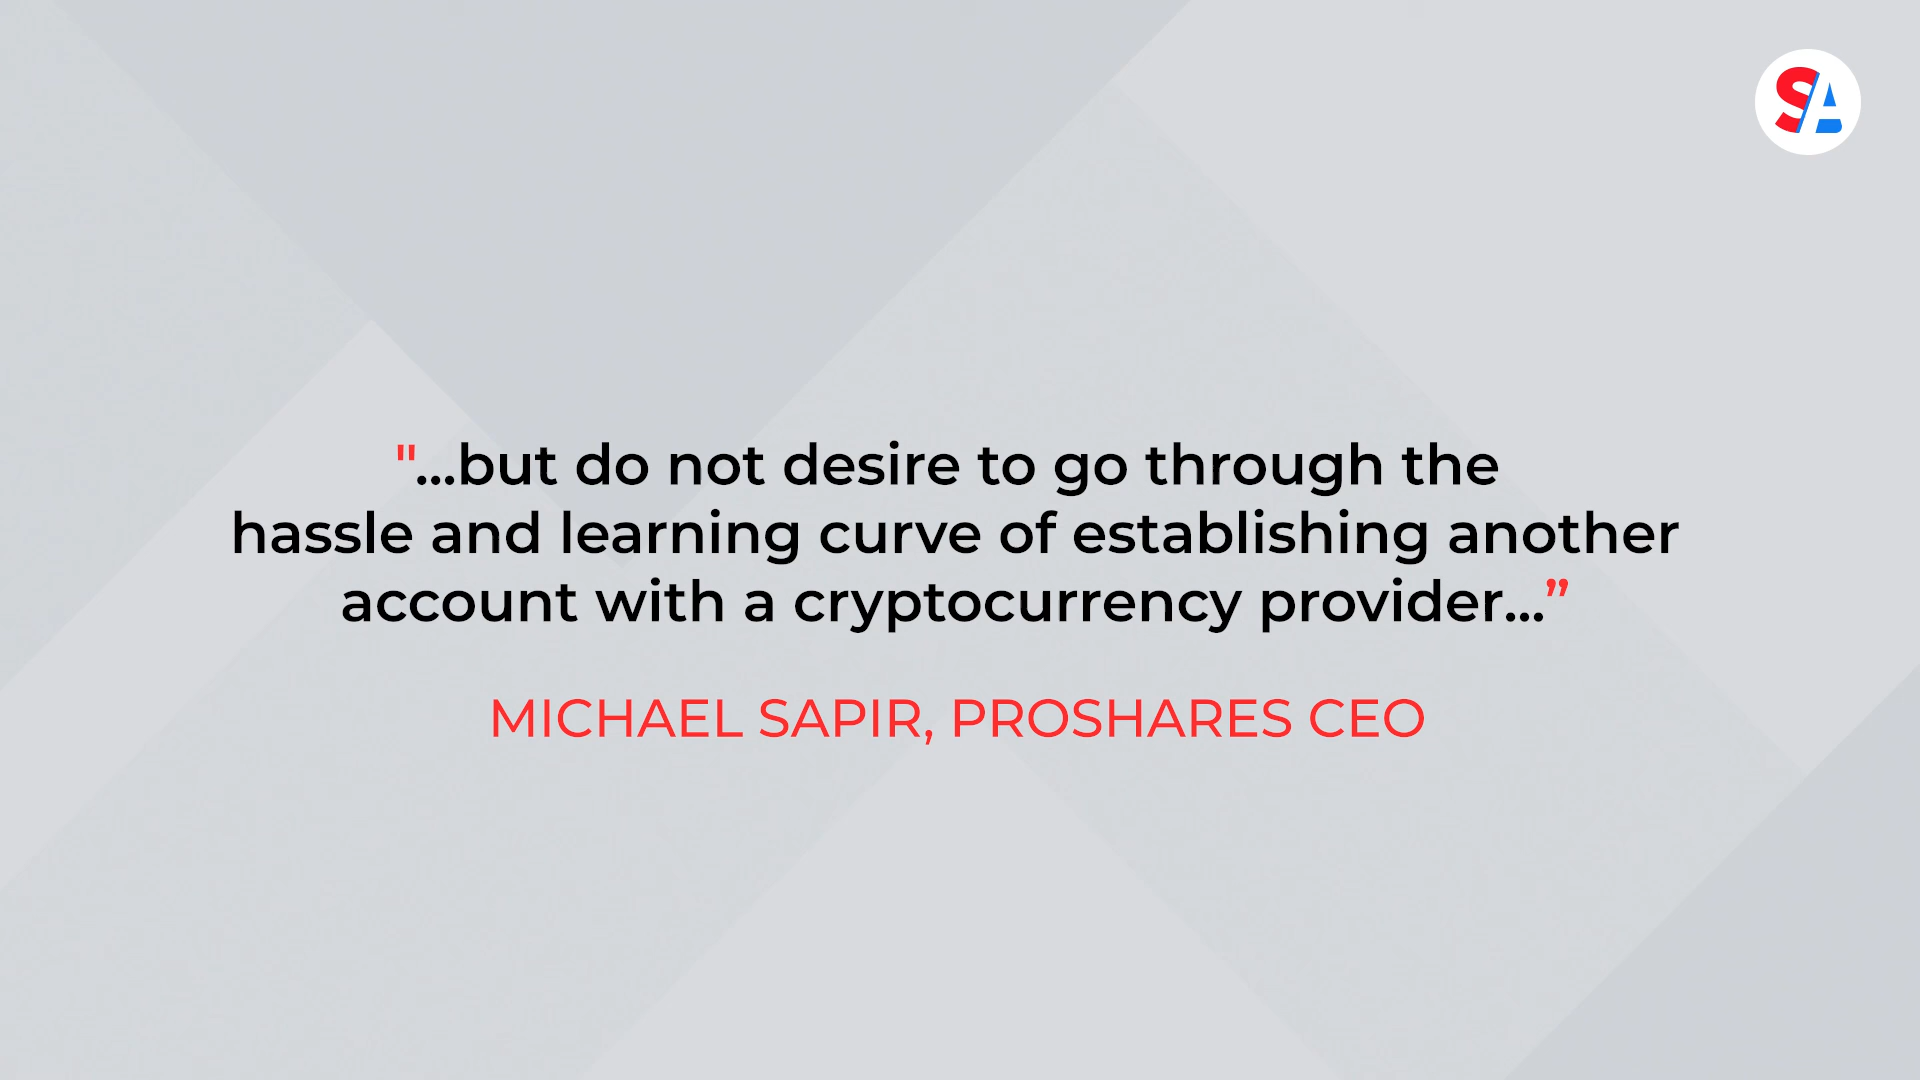 SA
"...but do not desire to go through the
hassle and learning curve of establishing another
account with a cryptocurrency provider...”
MICHAEL SAPIR, PROSHARES CEO